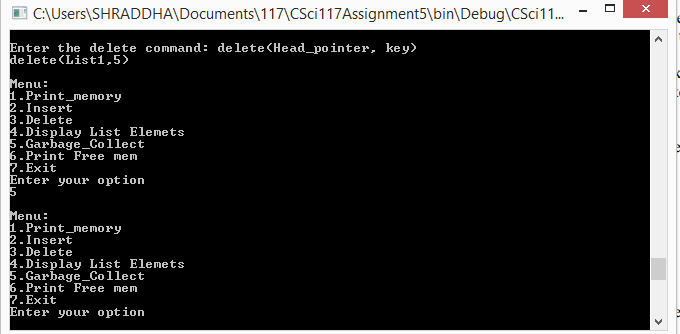 C:\Users\SHRADDHA\Documents\117\CSci117Assignment5\bin\Debug\CSci11...
Enter the delete command: delete(Head_pointer, key)
delete(List1,5)
Menu:
1.Print_memory
2.Insert
3.Delete
4.Display List Elemets
5.Garbage_Collect
6.Print Free mem
7.Exit
Enter your option
5
Menu:
1.Print_memory
2.Insert
3.Delete
4.Display List Elemets
5.Garbage_Collect
6.Print Free mem
7.Exit
Enter your option